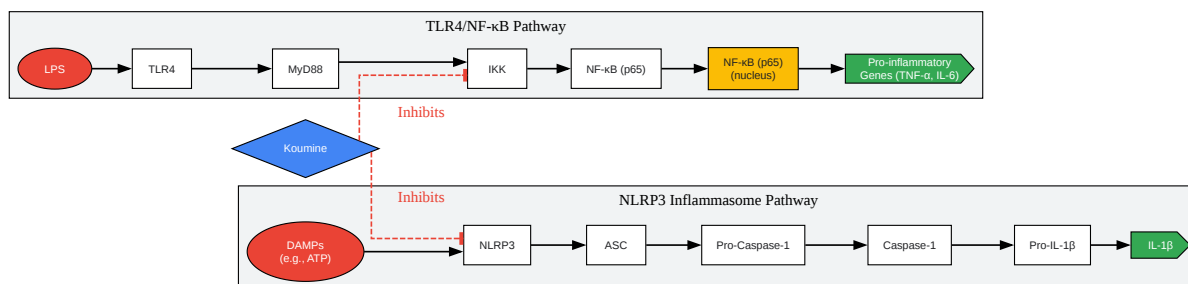 TLR4/NF-κB Pathway
LPS
TLR4
MyD88
IKK
NF-κB (p65)
NF-κB (p65)
(nucleus)
Pro-inflammatory
Genes (TNF-α, IL-6)
Inhibits
Koumine
Inhibits
NLRP3 Inflammasome Pathway
DAMPs
(e.g., ATP)
NLRP3
ASC
Pro-Caspase-1
Caspase-1
Pro-IL-1β
IL-1β